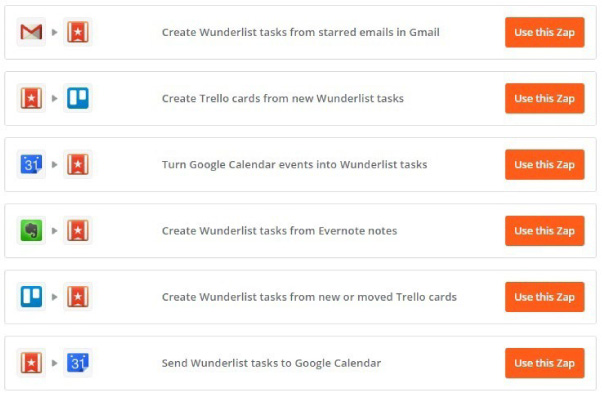 Create Wunderlist tasks from starred emails in Gmail
Use this Zap
Create Trello cards from new Wunderlist tasks
Use this Zap
31
Turn Google Calendar events into Wunderlist tasks
Use this Zap
Create Wunderlist tasks from Evernote notes
Use this Zap
Create Wunderlist tasks from new or moved Trello cards
Use this Zap
31
Send Wunderlist tasks to Google Calendar
Use this Zap